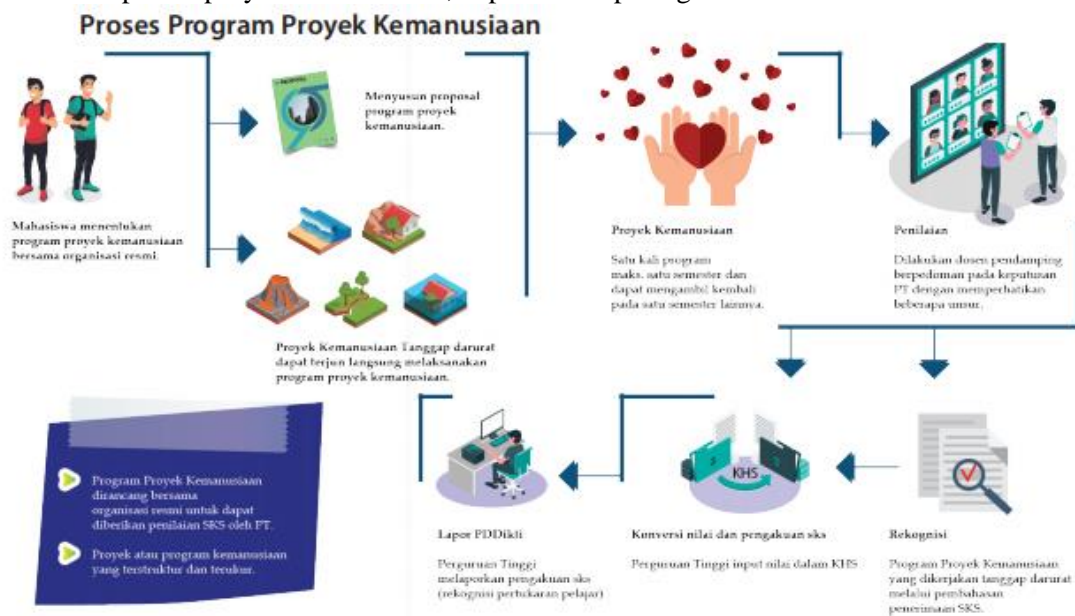 Proses Program Proyek Kemanusiaan
Mahasiswa menentukan
program proyek kemanusiaan
bersama organisasi resmi.
Menyusun proposal
program proyek
kemanusiaan.
Proyek Kemanusiaan Tanggap darurat
dapat terjun langsung melaksanakan
program proyek kemanusiaan.
Proyek Kemanusiaan
Satu kali program
maks. satu semester dan
dapat mengambil kembali
pada satu semester lainnya.
Penilaian
Dilakukan dosen pendamping
berpedoman pada keputusan
PT dengan memperhatikan
beberapa unsur.
Rekognisi
Program Proyek Kemanusiaan
yang dikerjakan tanggap darurat
melalui pembahasan
penerimaan SKS.
KHS
Konversi nilai dan pengakuan sks
Perguruan Tinggi input nilai dalam KHS
Lapor PDDikti
Perguruan Tinggi
melaporkan pengakuan sks
(rekognisi pertukaran pelajar)
Program Proyek Kemanusiaan
dirancang bersama
organisasi resmi untuk dapat
diberikan penilaian SKS oleh PT.
Proyek atau program kemanusiaan
yang terstruktur dan terukur.